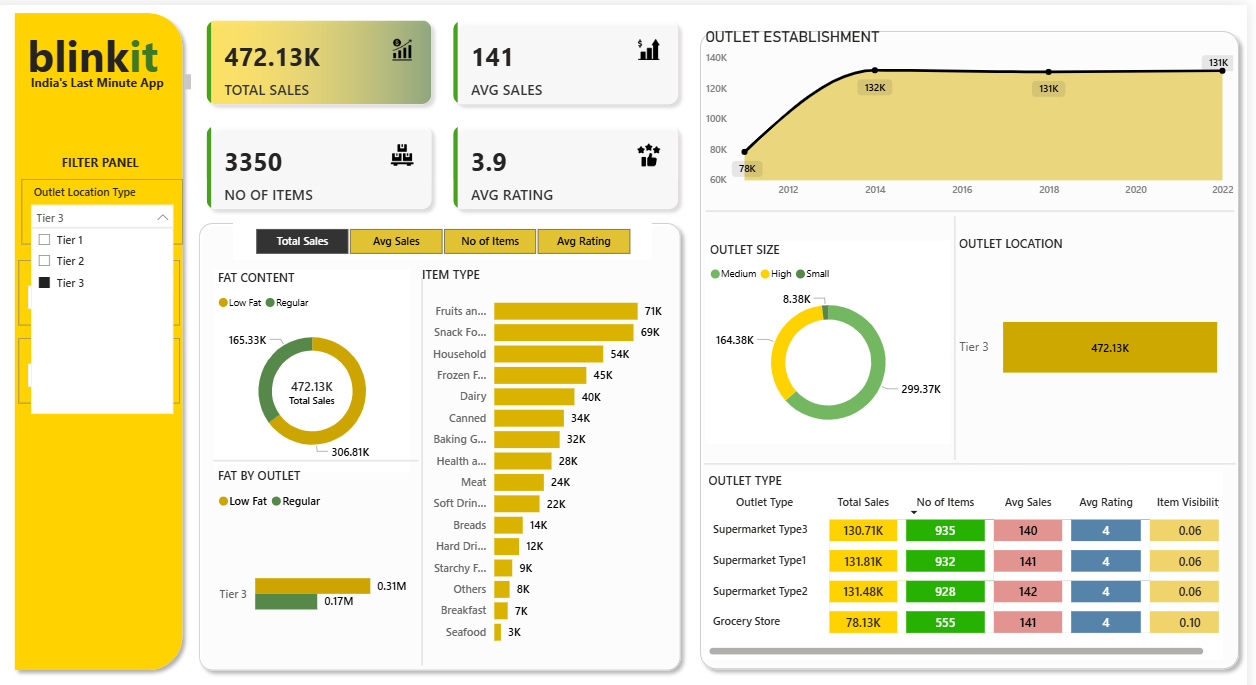 blinkit
India's Last Minute App
FILTER PANEL
Outlet Location Type
Tier 3
Tier 1
Tier 2
Tier 3
472.13K
TOTAL SALES
141
AVG SALES
3350
NO OF ITEMS
3.9
AVG RATING
Total Sales Avg Sales No of Items Avg Rating
FAT CONTENT
Low Fat Regular
165.33K
472.13K
Total Sales
306.81K
FAT BY OUTLET
Low Fat Regular
Tier 3 0.31M
0.17M
ITEM TYPE
Fruits an... 71K
Snack Fo... 69K
Household 54K
Frozen F... 45K
Dairy 40K
Canned 34K
Baking G... 32K
Health a... 28K
Meat 24K
Soft Drin... 22K
Breads 14K
Hard Dri... 12K
Starchy F... 9K
Others 8K
Breakfast 7K
Seafood 3K
OUTLET ESTABLISHMENT
140K
120K
100K
80K
60K
78K
132K
131K
131K
2012 2014 2016 2018 2020 2022
OUTLET SIZE
Medium High Small
8.38K
164.38K
299.37K
OUTLET LOCATION
Tier 3 472.13K
OUTLET TYPE
Outlet Type Total Sales No of Items Avg Sales Avg Rating Item Visibilit
Supermarket Type3 130.71K 935 140 4 0.06
Supermarket Type1 131.81K 932 141 4 0.06
Supermarket Type2 131.48K 928 142 4 0.06
Grocery Store 78.13K 555 141 4 0.10